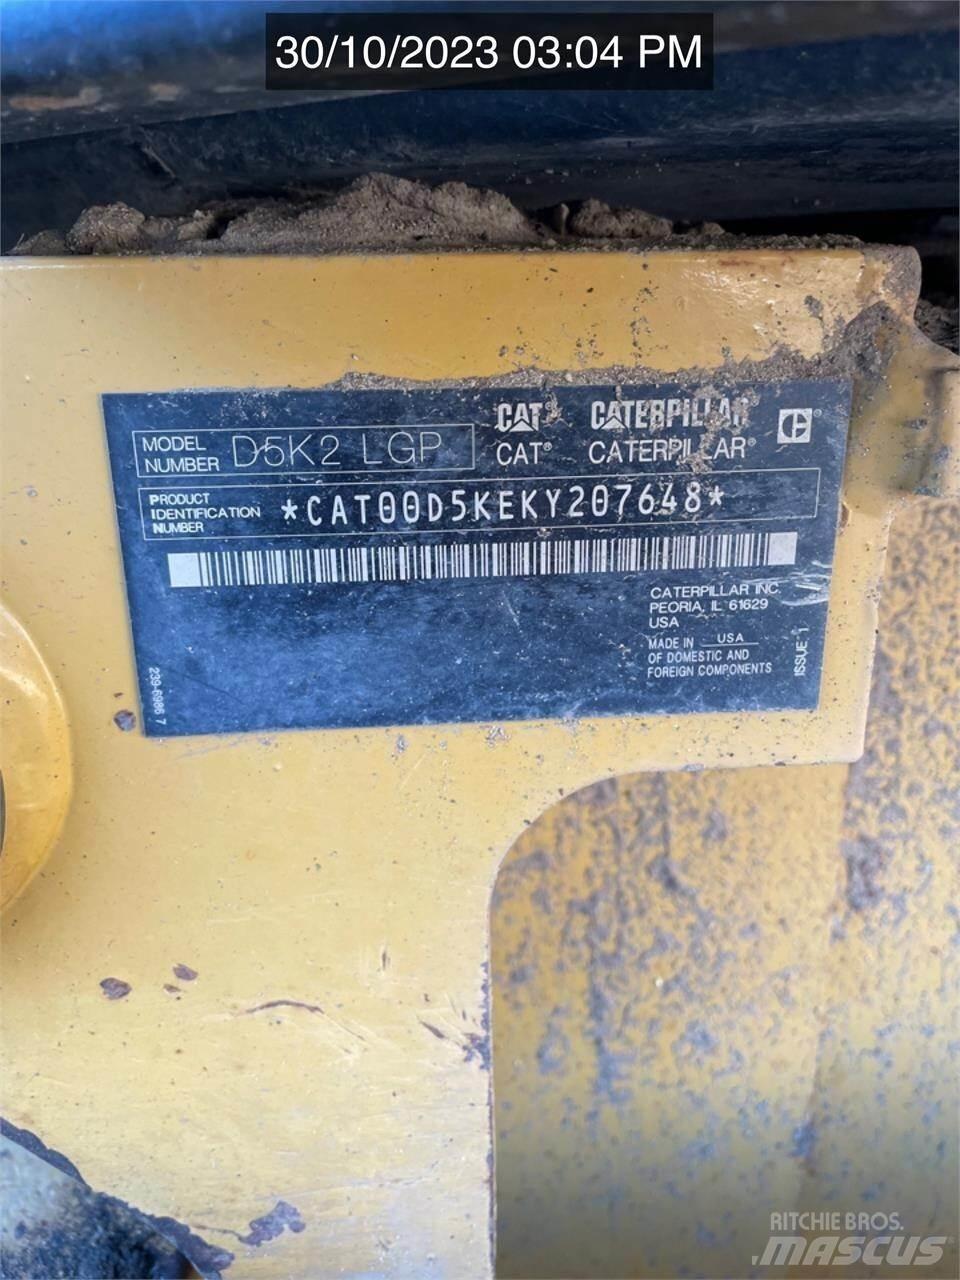 30/10/2023 03:04 PM
CAT® CATERPILLAR
MODEL NUMBER D5K2 LGP
CAT® CATERPILLAR®
PRODUCT IDENTIFICATION NUMBER *CAT00D5KEKY207648*
CATERPILLAR INC.
PEORIA, IL 61629
USA
MADE IN USA
OF DOMESTIC AND
FOREIGN COMPONENTS
ISSUE 1
239-6986 7
RITCHIE BROS.
.MASCUS